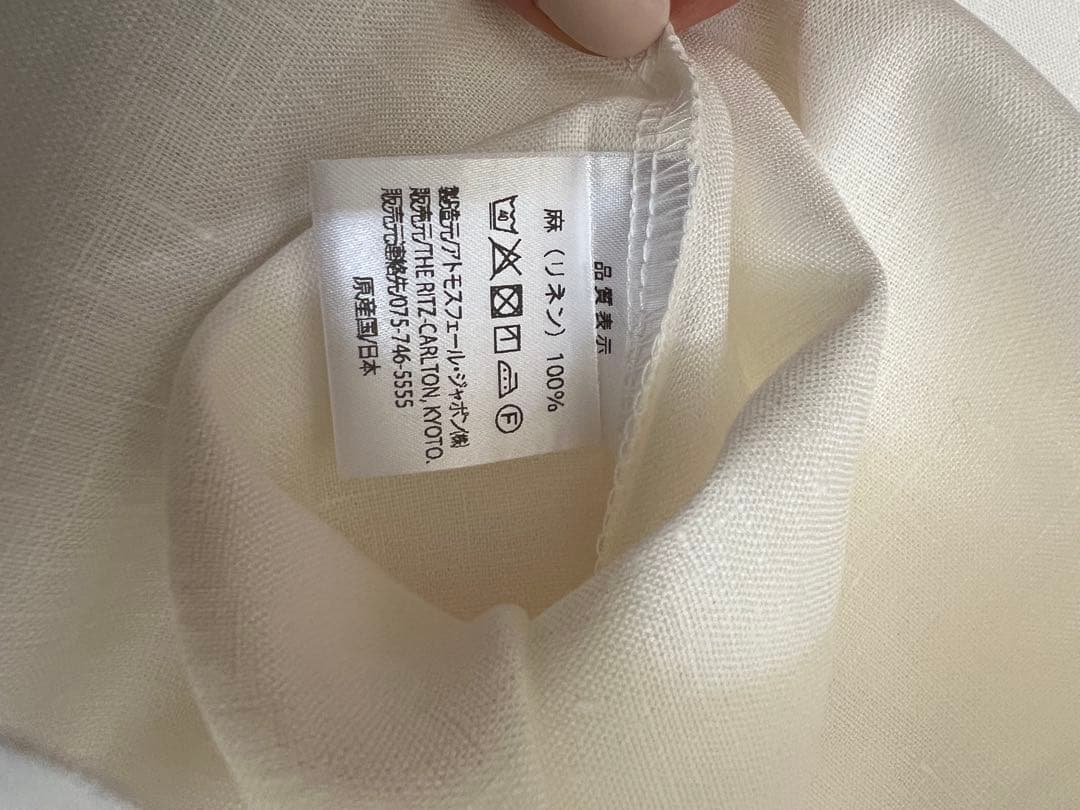 品質表示
麻（リネン）100%
40
F
製造元/アトモスフェール・ジャポン㈱
販売元/THE RITZ-CARLTON, KYOTO.
販売元連絡先/075-746-5555
原産国/日本